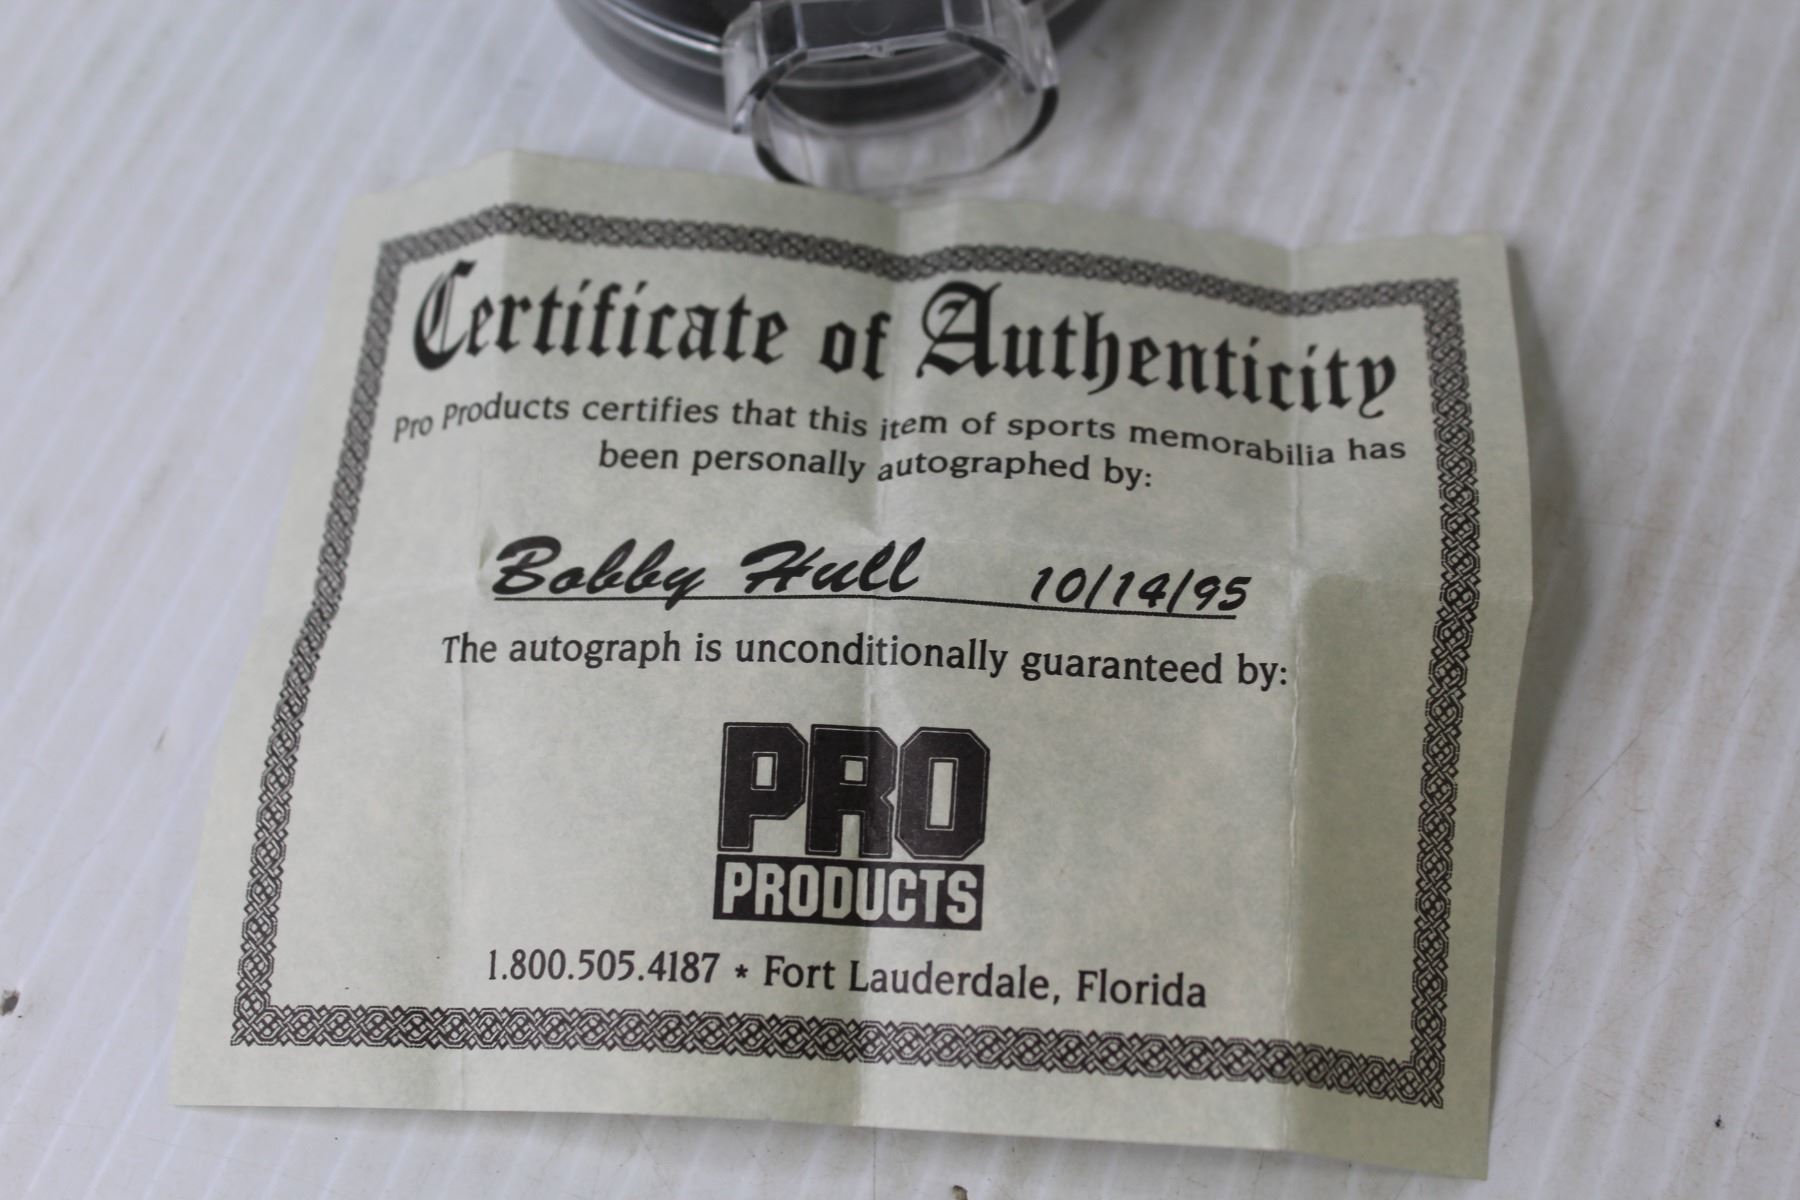 Certificate of Authenticity
Pro Products certifies that this item of sports memorabilia has
been personally autographed by:
Bobby Hull 10/14/95
The autograph is unconditionally guaranteed by:
PRO
PRODUCTS
1.800.505.4187 * Fort Lauderdale, Florida